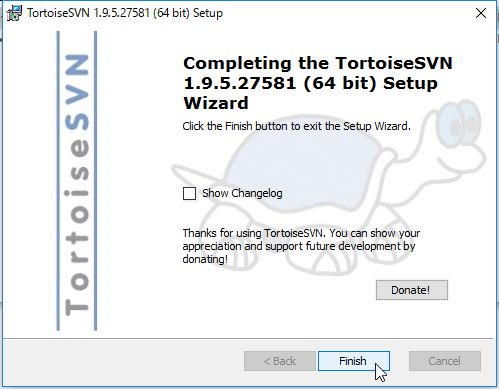 TortoiseSVN 1.9.5.27581 (64 bit) Setup
TortoiseSVN
Completing the TortoiseSVN
1.9.5.27581 (64 bit) Setup
Wizard
Click the Finish button to exit the Setup Wizard.
Show Changelog
Thanks for using TortoiseSVN. You can show your
appreciation and support future development by
donating!
Donate!
< Back
Finish
Cancel